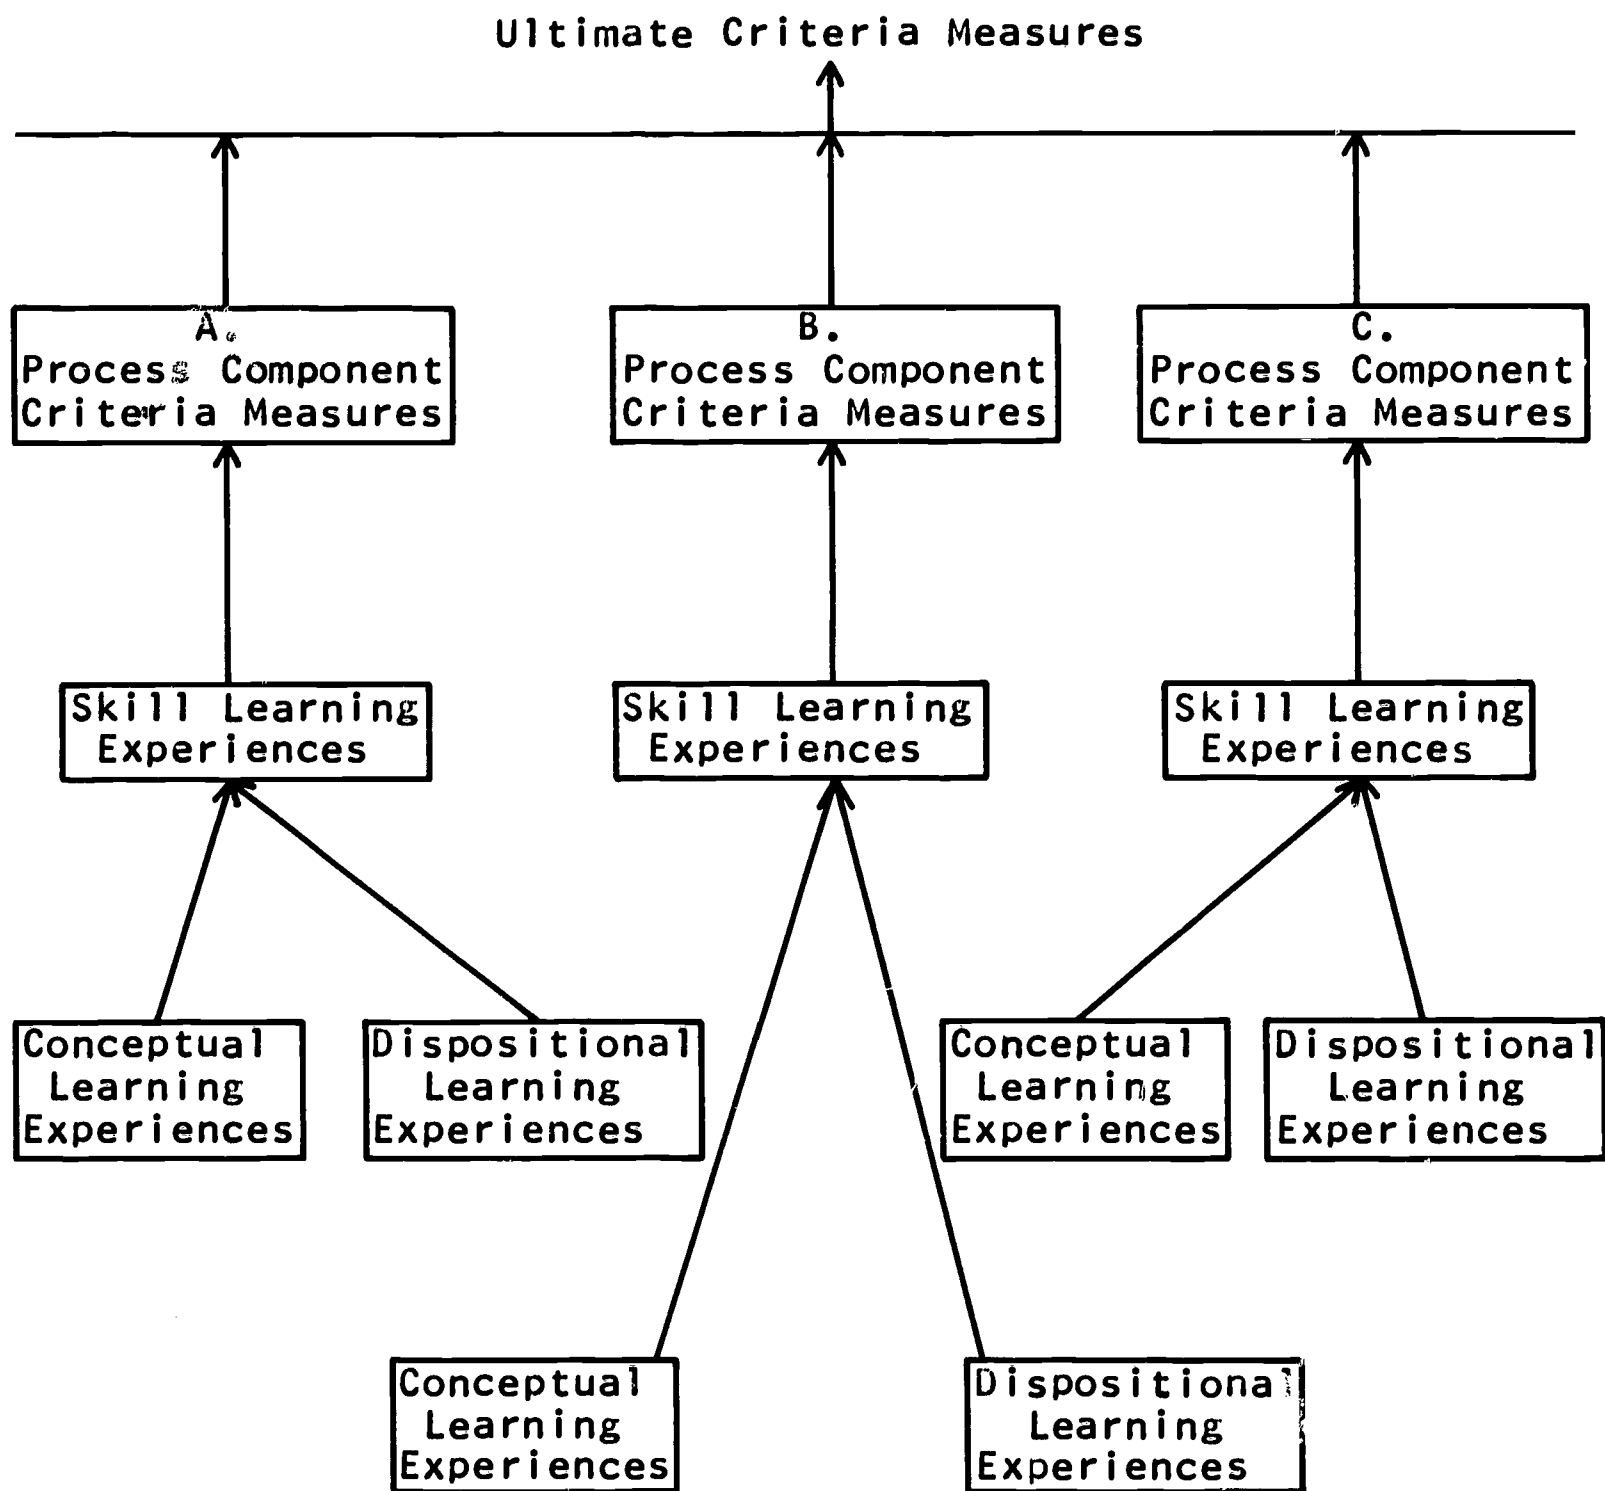 Ultimate Criteria Measures
A.
Process Component
Criteria Measures
B.
Process Component
Criteria Measures
C.
Process Component
Criteria Measures
Skill Learning
Experiences
Skill Learning
Experiences
Skill Learning
Experiences
Conceptual
Learning
Experiences
Dispositional
Learning
Experiences
Conceptual
Learning
Experiences
Dispositional
Learning
Experiences
Conceptual
Learning
Experiences
Dispositional
Learning
Experiences